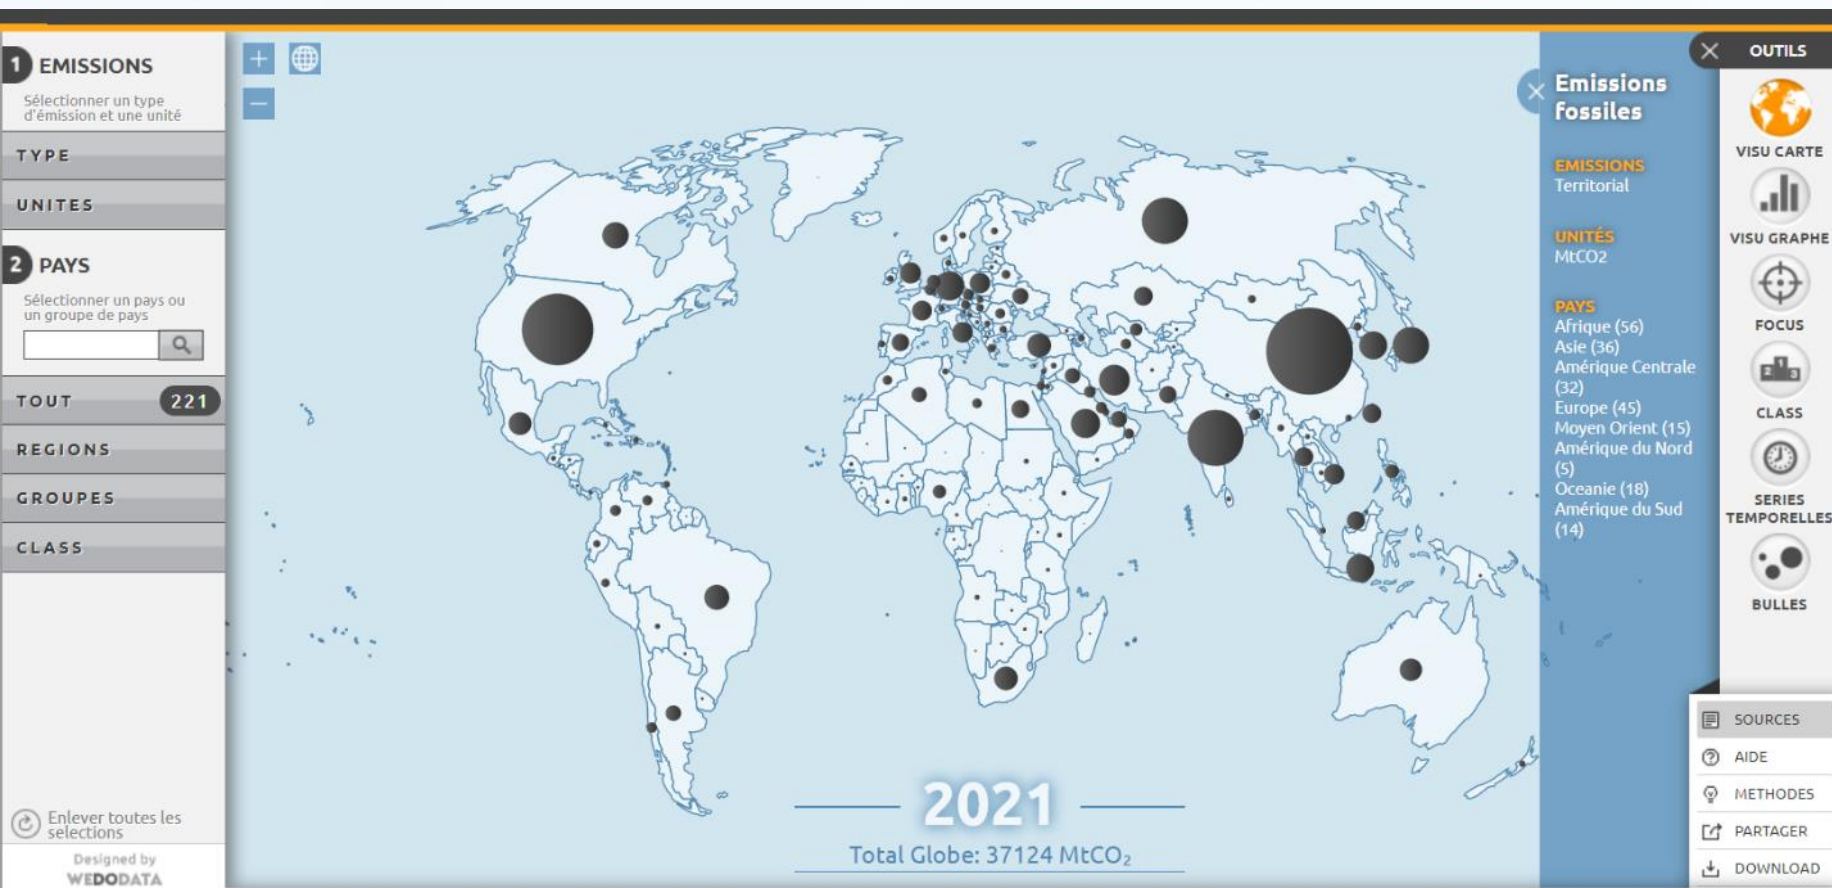 1 EMISSIONS
Sélectionner un type
d'émission et une unité
TYPE
UNITES
2 PAYS
Sélectionner un pays ou
un groupe de pays
TOUT 221
REGIONS
GROUPES
CLASS
Enlever toutes les
selections
Designed by
WEDODATA
2021
Total Globe: 37124 MtCO₂
Emissions
fossiles
EMISSIONS
Territorial
UNITÉS
MtCO2
PAYS
Afrique (56)
Asie (36)
Amérique Centrale
(32)
Europe (45)
Moyen Orient (15)
Amérique du Nord
(5)
Oceanie (18)
Amérique du Sud
(14)
OUTILS
VISU CARTE
VISU GRAPHE
FOCUS
2 1 3
CLASS
SERIES
TEMPORELLES
BULLES
SOURCES
AIDE
METHODES
PARTAGER
DOWNLOAD